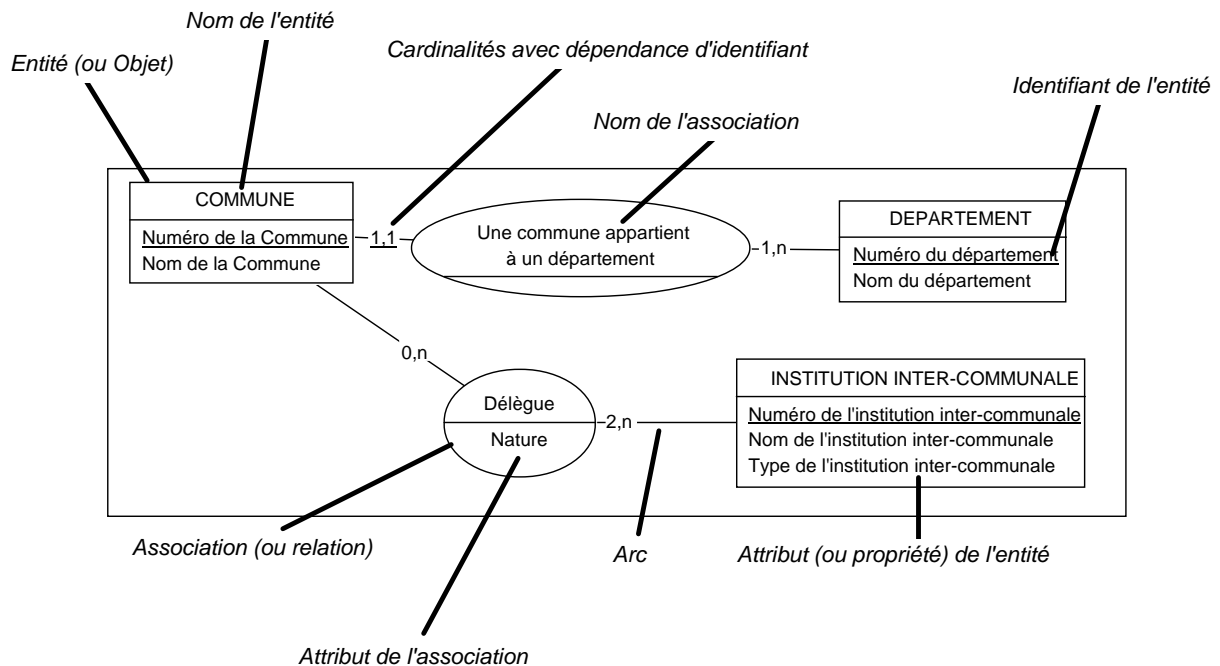 Nom de l'entité
Cardinalités avec dépendance d'identifiant
Entité (ou Objet)
Identifiant de l'entité
Nom de l'association
COMMUNE
Numéro de la Commune
Nom de la Commune
1,1
Une commune appartient
à un département
1,n
DEPARTEMENT
Numéro du département
Nom du département
0,n
Délègue
Nature
2,n
INSTITUTION INTER-COMMUNALE
Numéro de l'institution inter-communale
Nom de l'institution inter-communale
Type de l'institution inter-communale
Association (ou relation)
Arc
Attribut (ou propriété) de l'entité
Attribut de l'association